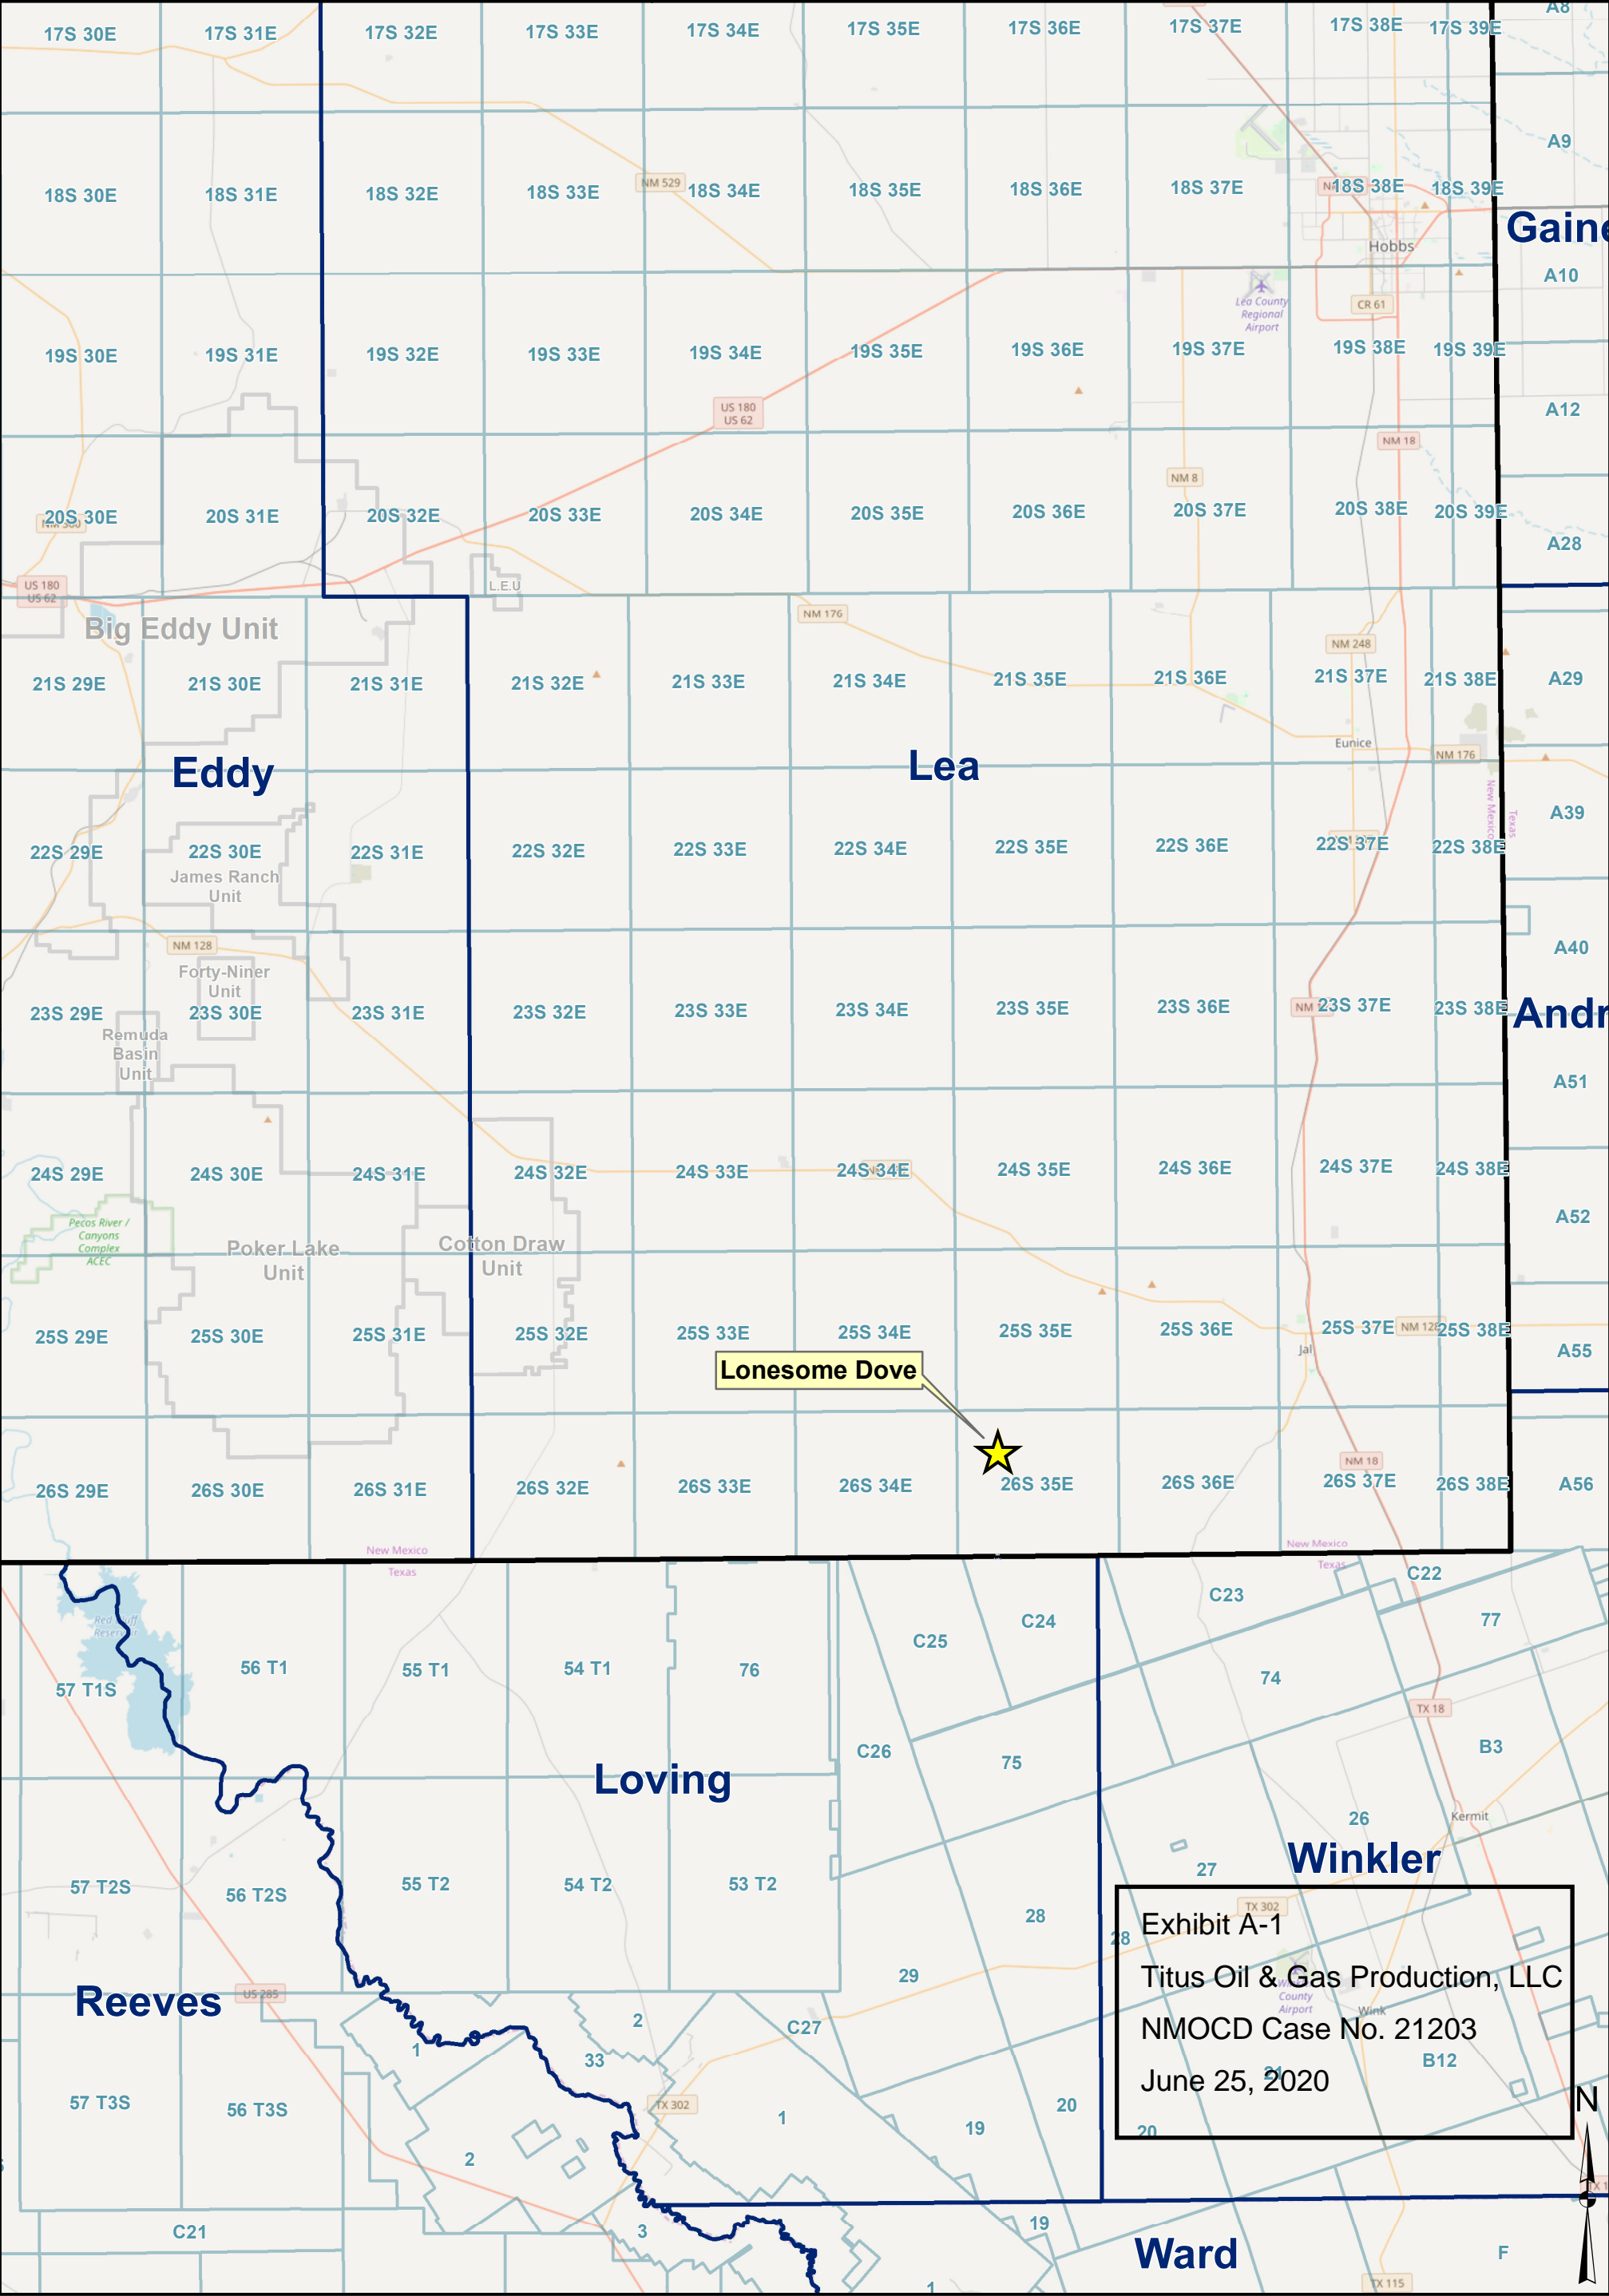 A8
17S 30E 17S 31E 17S 32E 17S 33E 17S 34E 17S 35E 17S 36E 17S 37E 17S 38E 17S 39E
A9
18S 30E 18S 31E 18S 32E 18S 33E NM 529 18S 34E 18S 35E 18S 36E 18S 37E 18S 38E 18S 39E
Gaine
Hobbs
A10
Lea County
Regional
Airport
CR 61
19S 30E 19S 31E 19S 32E 19S 33E 19S 34E 19S 35E 19S 36E 19S 37E 19S 38E 19S 39E
US 180
US 62
A12
NM 18
NM 8
20S 30E 20S 31E 20S 32E 20S 33E 20S 34E 20S 35E 20S 36E 20S 37E 20S 38E 20S 39E
A28
US 180
US 62
L.E.U
NM 176
Big Eddy Unit
NM 248
21S 29E 21S 30E 21S 31E 21S 32E 21S 33E 21S 34E 21S 35E 21S 36E 21S 37E 21S 38E A29
Eunice
NM 176
Eddy
Lea
New Mexico
Texas
A39
22S 29E 22S 30E 22S 31E 22S 32E 22S 33E 22S 34E 22S 35E 22S 36E 22S 37E 22S 38E
James Ranch
Unit
NM 128
A40
Forty-Niner
Unit
23S 29E 23S 30E 23S 31E 23S 32E 23S 33E 23S 34E 23S 35E 23S 36E 23S 37E 23S 38E
Andr
Remuda
Basin
Unit
A51
24S 29E 24S 30E 24S 31E 24S 32E 24S 33E 24S 34E 24S 35E 24S 36E 24S 37E 24S 38E
Pecos River /
Canyons
Complex
ACEC
A52
Poker Lake
Unit
Cotton Draw
Unit
25S 29E 25S 30E 25S 31E 25S 32E 25S 33E 25S 34E 25S 35E 25S 36E 25S 37E NM 128 25S 38E
Jal
A55
Lonesome Dove
NM 18
26S 29E 26S 30E 26S 31E 26S 32E 26S 33E 26S 34E 26S 35E 26S 36E 26S 37E 26S 38E A56
New Mexico
Texas
New Mexico
Texas
C22
C23
77
C24
C25
Red Bluff
Reservoir
57 T1S 56 T1 55 T1 54 T1 76
74
TX 18
B3
C26
75
Loving
26
Kermit
Winkler
27
57 T2S 56 T2S 55 T2 54 T2 53 T2
28
28
TX 302
Exhibit A-1
Titus Oil & Gas Production, LLC
County
Airport
Wink
NMOCD Case No. 21203
B12
21
June 25, 2020
20
29
Reeves
US 285
2
C27
1
33
57 T3S 56 T3S
TX 302
1
20
19
2
N
C21
3
19
Ward
F
1
TX 115